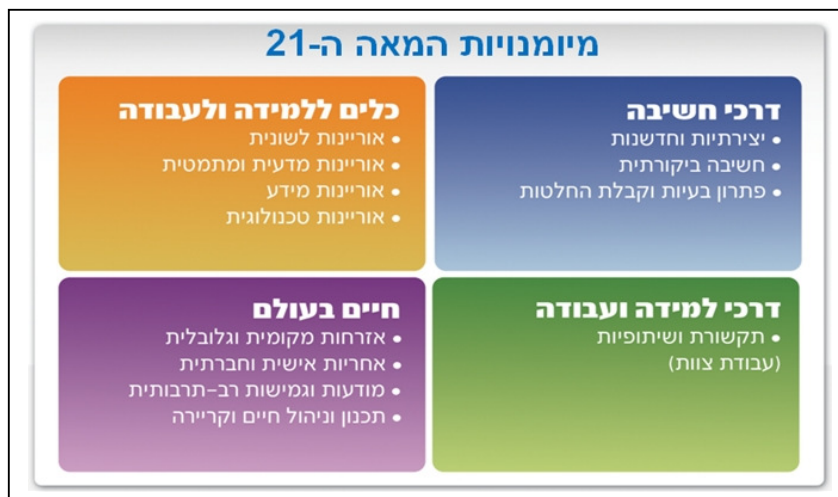 מיומנויות המאה ה-21
דרכי חשיבה
• יצירתיות וחדשנות
• חשיבה ביקורתית
• פתרון בעיות וקבלת החלטות
כלים ללמידה ולעבודה
• אוריינות לשונית
• אוריינות מדעית ומתמטית
• אוריינות מידע
• אוריינות טכנולוגית
דרכי למידה ועבודה
• תקשורת ושיתופיות
(עבודת צוות)
חיים בעולם
• אזרחות מקומית וגלובלית
• אחריות אישית וחברתית
• מודעות וגמישות רב-תרבותית
• תכנון וניהול חיים וקריירה